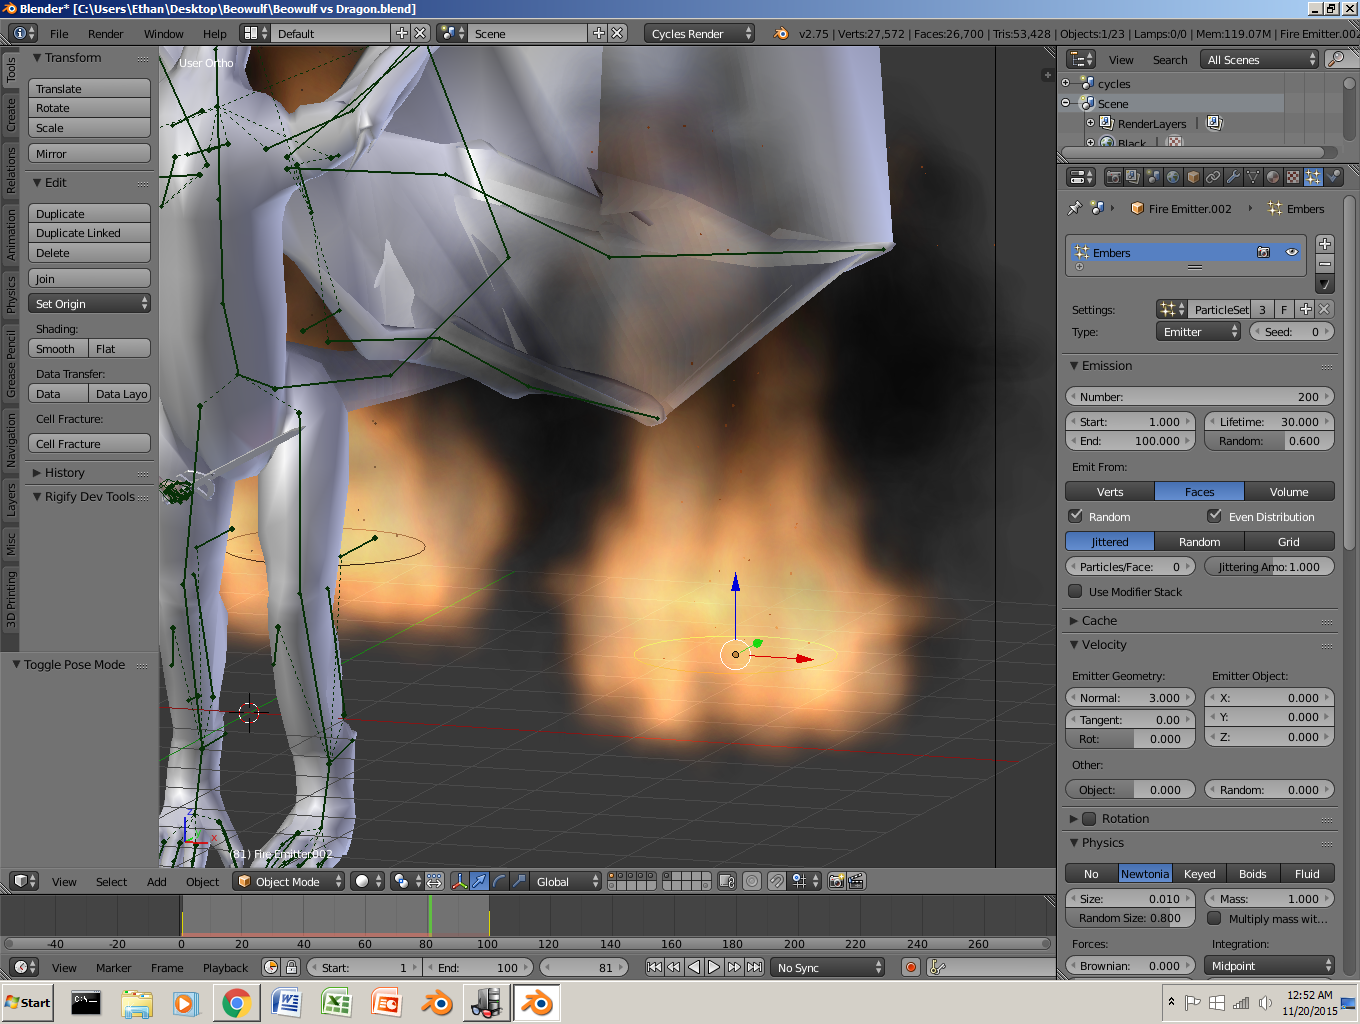 Blender* [C:\Users\Ethan\Desktop\Beowulf\Beowulf vs Dragon.blend]
File Render Window Help Default Scene Cycles Render v2.75 | Verts:27,572 | Faces:26,700 | Tris:53,428 | Objects:1/23 | Lamps:0/0 | Mem:119.07M | Fire Emitter.002
Tools
Create
Relations
Animation
Physics
Grease Pencil
Navigation
Layers
Misc
3D Printing
Transform
Translate
Rotate
Scale
Mirror
Edit
Duplicate
Duplicate Linked
Delete
Join
Set Origin
Shading:
Smooth Flat
Data Transfer:
Data Data Layo
Cell Fracture:
Cell Fracture
History
Rigify Dev Tools
Toggle Pose Mode
User Ortho
(81) Fire Emitter.002
View Select Add Object Object Mode Global
-40 -20 0 20 40 60 80 100 120 140 160 180 200 220 240 260
View Marker Frame Playback Start: 1 End: 100 81 No Sync
View Search All Scenes
cycles
Scene
RenderLayers
Black
Fire Emitter.002 Embers
Embers
Settings: ParticleSet 3 F
Type: Emitter Seed: 0
Emission
Number: 200
Start: 1.000 Lifetime: 30.000
End: 100.000 Random: 0.600
Emit From:
Verts Faces Volume
Random Even Distribution
Jittered Random Grid
Particles/Face: 0 Jittering Amo: 1.000
Use Modifier Stack
Cache
Velocity
Emitter Geometry: Emitter Object:
Normal: 3.000 X: 0.000
Tangent: 0.00 Y: 0.000
Rot: 0.000 Z: 0.000
Other:
Object: 0.000 Random: 0.000
Rotation
Physics
No Newtonia Keyed Boids Fluid
Size: 0.010 Mass: 1.000
Random Size: 0.800 Multiply mass wit...
Forces: Integration:
Brownian: 0.000 Midpoint
Start
12:52 AM
11/20/2015